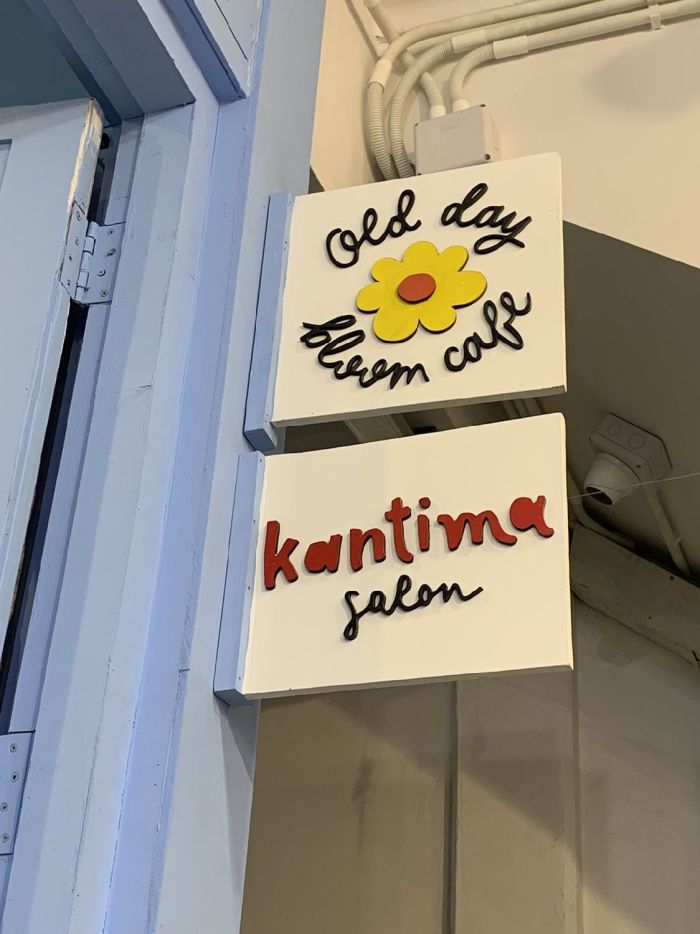 old day
bloom cafe
kantima
salon